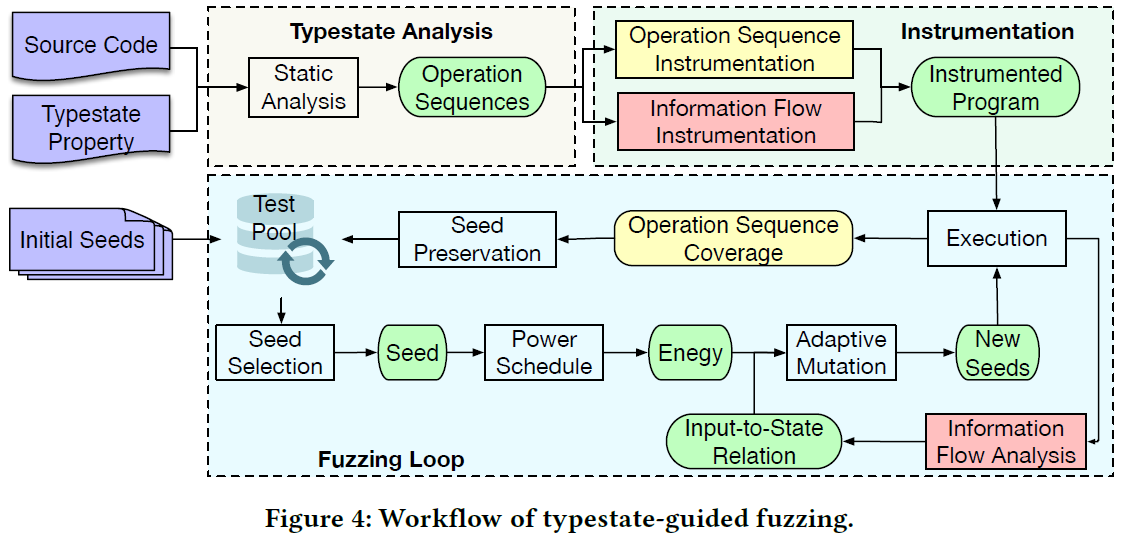 Source Code
Typestate
Property
Typestate Analysis
Static
Analysis
Operation
Sequences
Instrumentation
Operation Sequence
Instrumentation
Information Flow
Instrumentation
Instrumented
Program
Initial Seeds
Test
Pool
Seed
Preservation
Operation Sequence
Coverage
Execution
Seed
Selection
Seed
Power
Schedule
Enegy
Adaptive
Mutation
New
Seeds
Input-to-State
Relation
Information
Flow Analysis
Fuzzing Loop
Figure 4: Workflow of typestate-guided fuzzing.